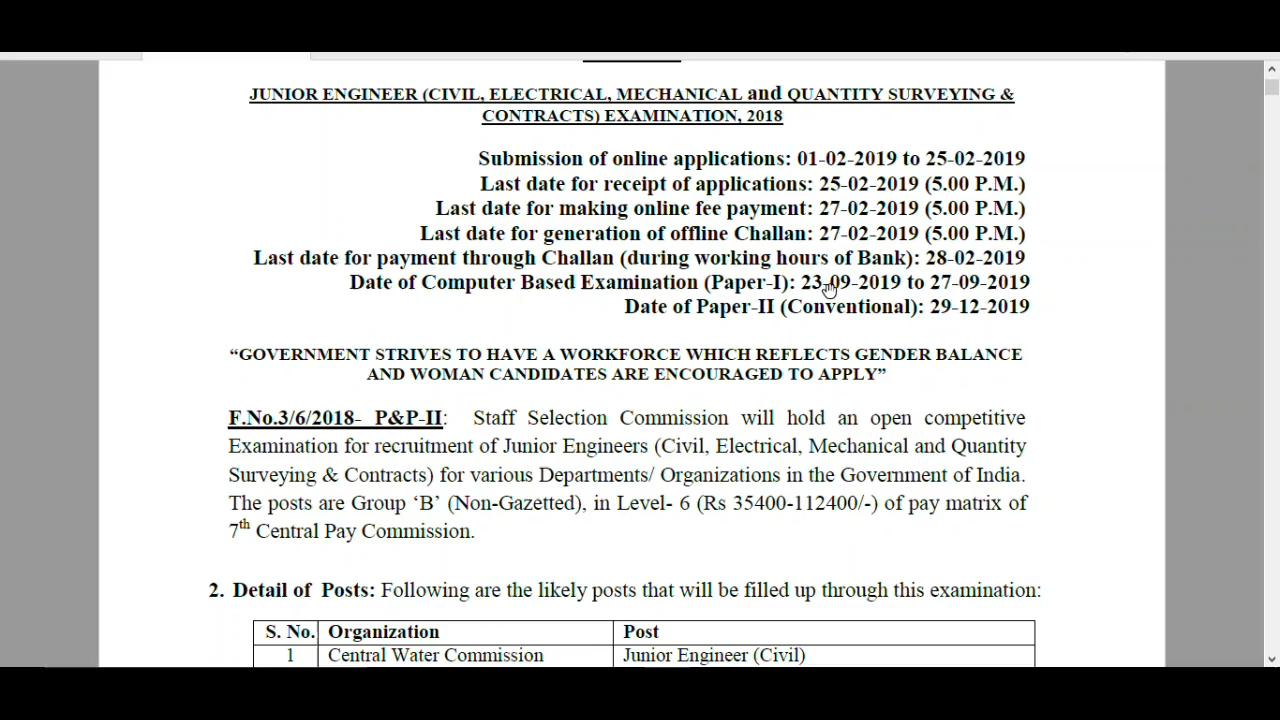 JUNIOR ENGINEER (CIVIL, ELECTRICAL, MECHANICAL and QUANTITY SURVEYING &
CONTRACTS) EXAMINATION, 2018
Submission of online applications: 01-02-2019 to 25-02-2019
Last date for receipt of applications: 25-02-2019 (5.00 P.M.)
Last date for making online fee payment: 27-02-2019 (5.00 P.M.)
Last date for generation of offline Challan: 27-02-2019 (5.00 P.M.)
Last date for payment through Challan (during working hours of Bank): 28-02-2019
Date of Computer Based Examination (Paper-I): 23-09-2019 to 27-09-2019
Date of Paper-II (Conventional): 29-12-2019
“GOVERNMENT STRIVES TO HAVE A WORKFORCE WHICH REFLECTS GENDER BALANCE
AND WOMAN CANDIDATES ARE ENCOURAGED TO APPLY”
F.No.3/6/2018- P&P-II: Staff Selection Commission will hold an open competitive
Examination for recruitment of Junior Engineers (Civil, Electrical, Mechanical and Quantity
Surveying & Contracts) for various Departments/ Organizations in the Government of India.
The posts are Group ‘B’ (Non-Gazetted), in Level- 6 (Rs 35400-112400/-) of pay matrix of
7th Central Pay Commission.
2. Detail of Posts: Following are the likely posts that will be filled up through this examination:
S. No. Organization Post
1 Central Water Commission Junior Engineer (Civil)